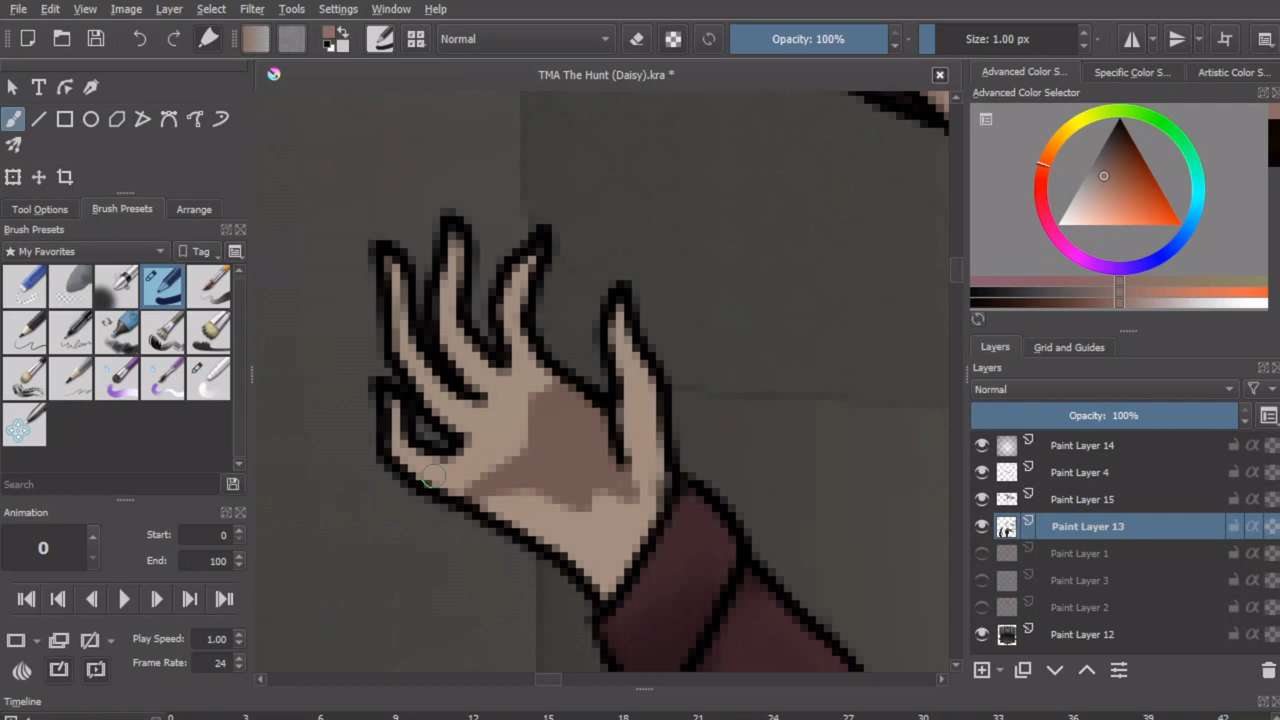 File Edit View Image Layer Select Filter Tools Settings Window Help
Normal Opacity: 100% Size: 1.00 px
TMA The Hunt (Daisy).kra *
Advanced Color S... Specific Color S... Artistic Color S...
Advanced Color Selector
Tool Options Brush Presets Arrange
Brush Presets
My Favorites Tag
Search
Animation
0
Start: 0
End: 100
Play Speed: 1.00
Frame Rate: 24
Timeline
0 3 6 9 12 15 18 21 24 27 30 33 36 39 42
Layers Grid and Guides
Layers
Normal
Opacity: 100%
Paint Layer 14
Paint Layer 4
Paint Layer 15
Paint Layer 13
Paint Layer 1
Paint Layer 3
Paint Layer 2
Paint Layer 12